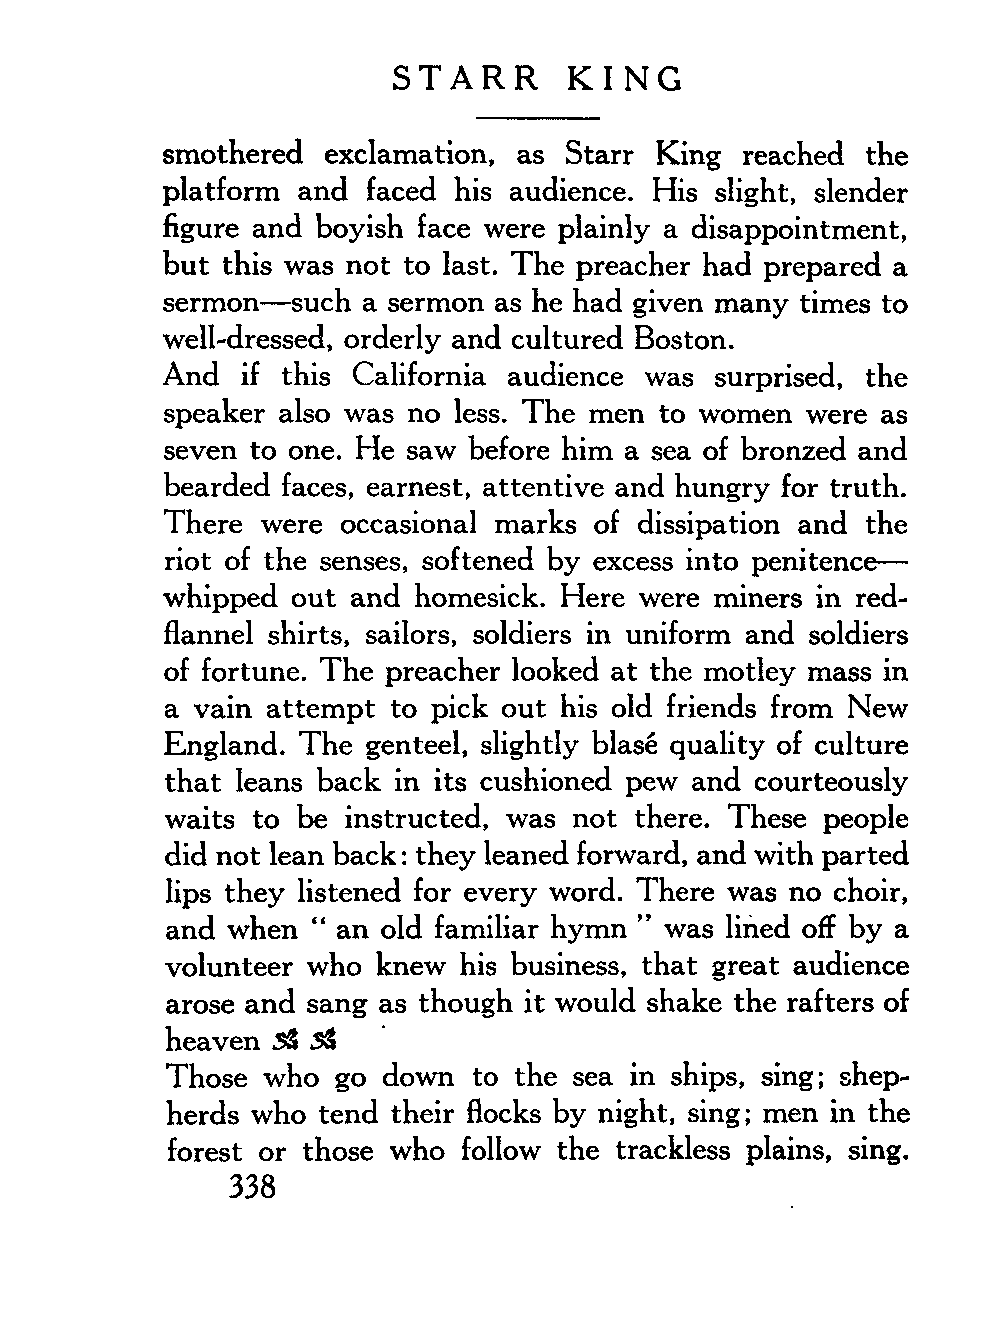 STARR KING
smothered exclamation, as Starr King reached the
platform and faced his audience. His slight, slender
figure and boyish face were plainly a disappointment,
but this was not to last. The preacher had prepared a
sermon—such a sermon as he had given many times to
well-dressed, orderly and cultured Boston.
And if this California audience was surprised, the
speaker also was no less. The men to women were as
seven to one. He saw before him a sea of bronzed and
bearded faces, earnest, attentive and hungry for truth.
There were occasional marks of dissipation and the
riot of the senses, softened by excess into penitence—
whipped out and homesick. Here were miners in red-
flannel shirts, sailors, soldiers in uniform and soldiers
of fortune. The preacher looked at the motley mass in
a vain attempt to pick out his old friends from New
England. The genteel, slightly blasé quality of culture
that leans back in its cushioned pew and courteously
waits to be instructed, was not there. These people
did not lean back: they leaned forward, and with parted
lips they listened for every word. There was no choir,
and when “ an old familiar hymn ” was lined off by a
volunteer who knew his business, that great audience
arose and sang as though it would shake the rafters of
heaven
Those who go down to the sea in ships, sing; shep-
herds who tend their flocks by night, sing; men in the
forest or those who follow the trackless plains, sing.
338